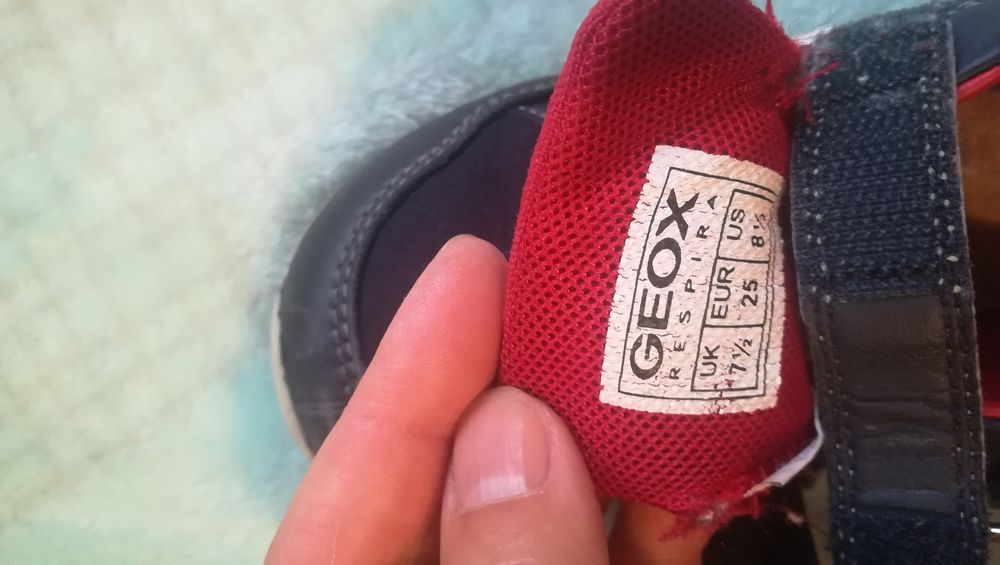 GEOX
RESPIRA
UK EUR US
7½ 25 8½